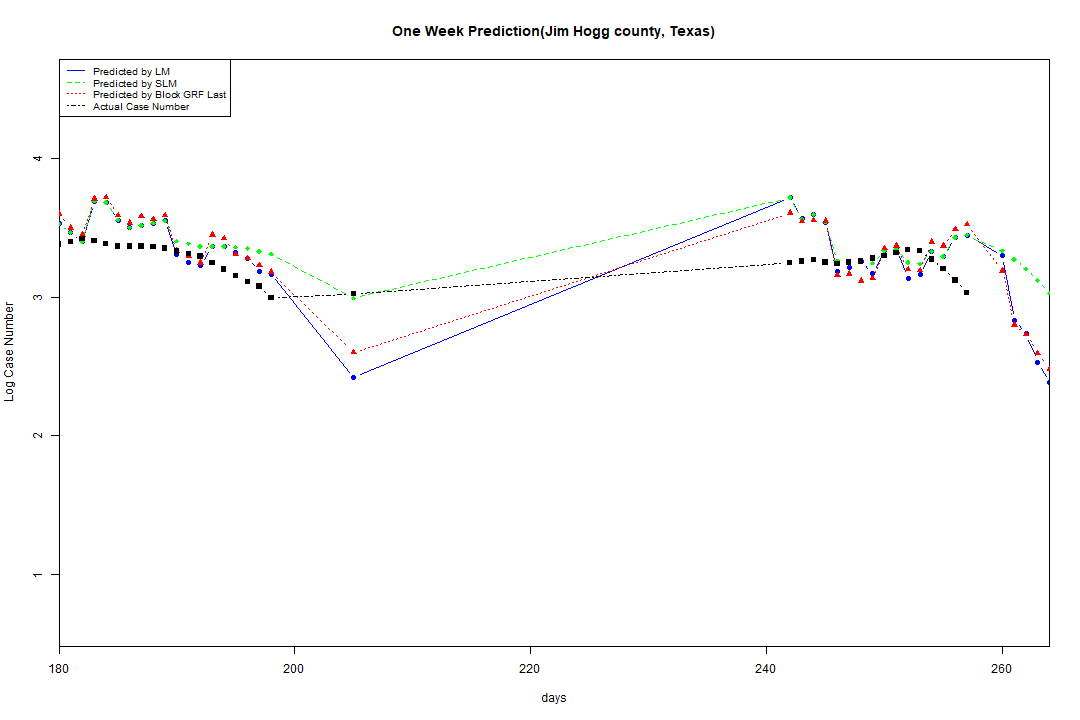 One Week Prediction(Jim Hogg county, Texas)
Predicted by LM
Predicted by SLM
Predicted by Block GRF Last
Actual Case Number
4
3
2
1
Log Case Number
180 200 220 240 260
days